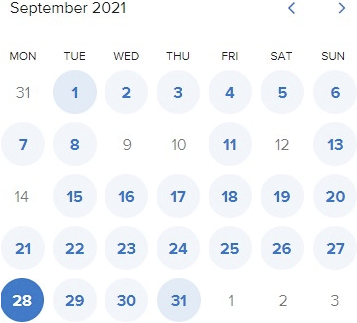 September 2021
MON TUE WED THU FRI SAT SUN
31 1 2 3 4 5 6
7 8 9 10 11 12 13
14 15 16 17 18 19 20
21 22 23 24 25 26 27
28 29 30 31 1 2 3